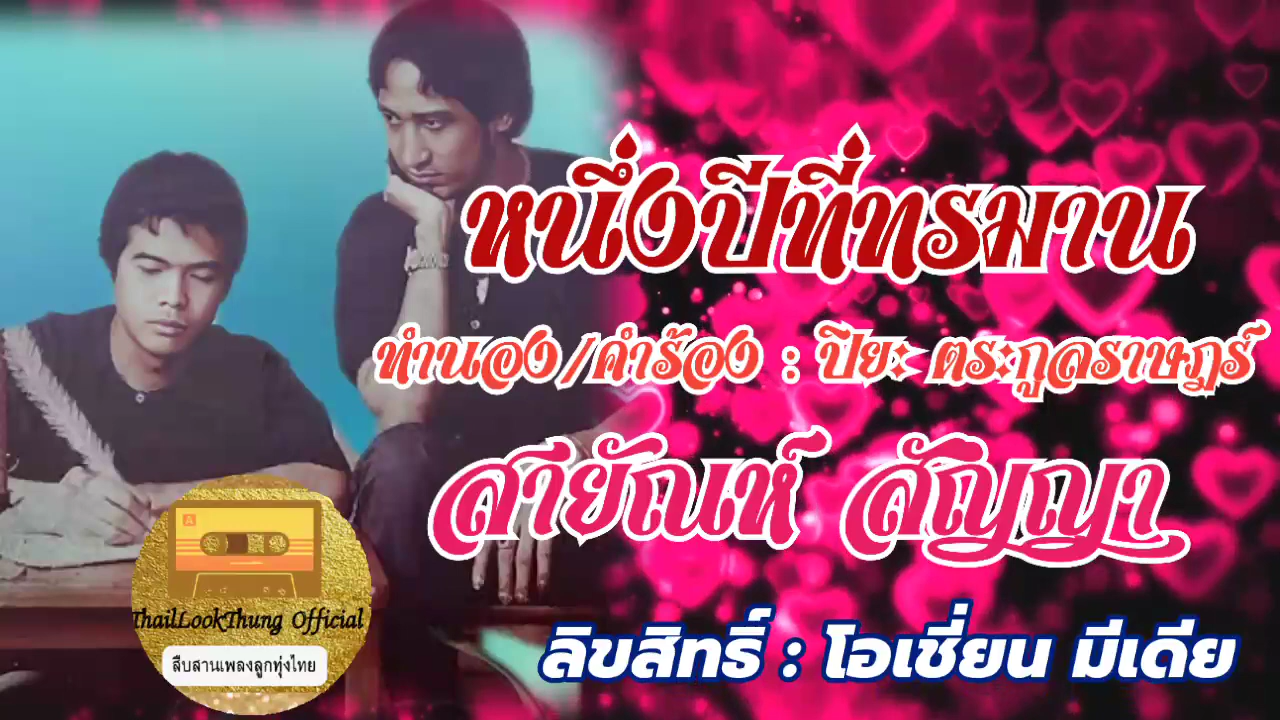 หนึ่งปีที่ทรมาน
ทำนอง/คำร้อง : ปิยะ ตระกูลราษฎร์
สายัณห์ สัญญา
A
ThailLookThung Official
สืบสานเพลงลูกทุ่งไทย
ลิขสิทธิ์ : โอเชี่ยน มีเดีย